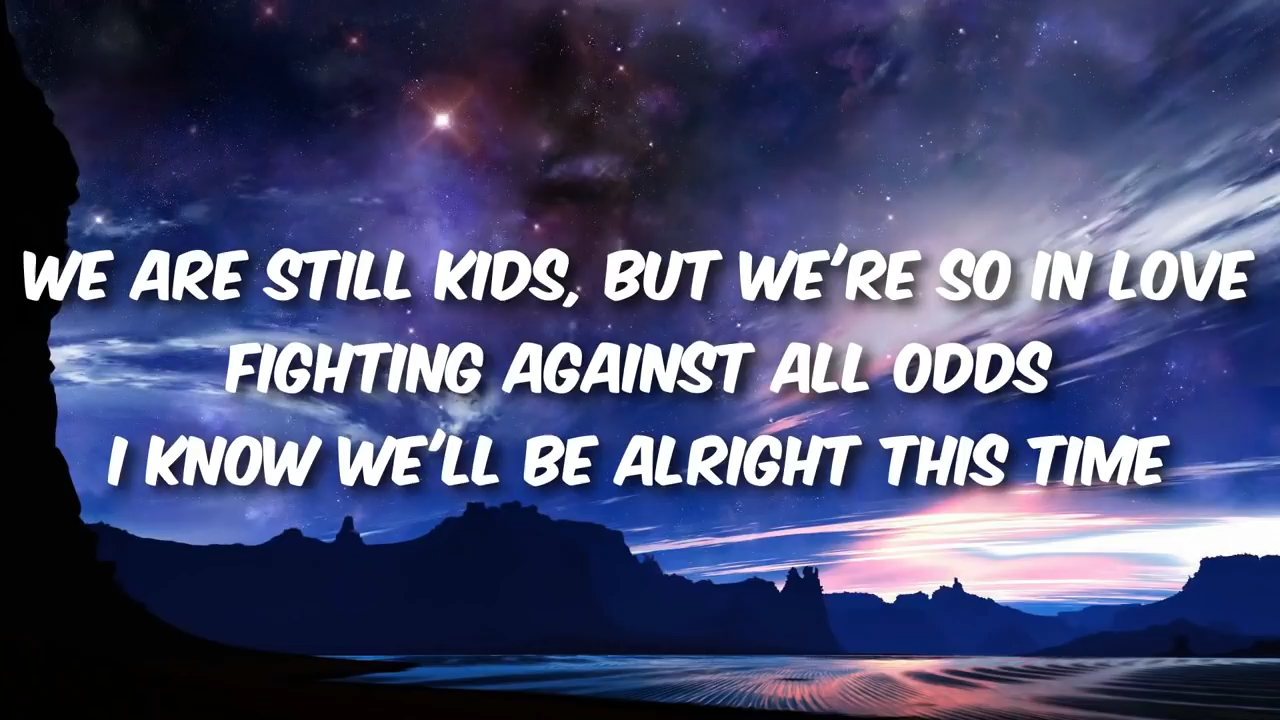 WE ARE STILL KIDS, BUT WE'RE SO IN LOVE
FIGHTING AGAINST ALL ODDS
I KNOW WE'LL BE ALRIGHT THIS TIME